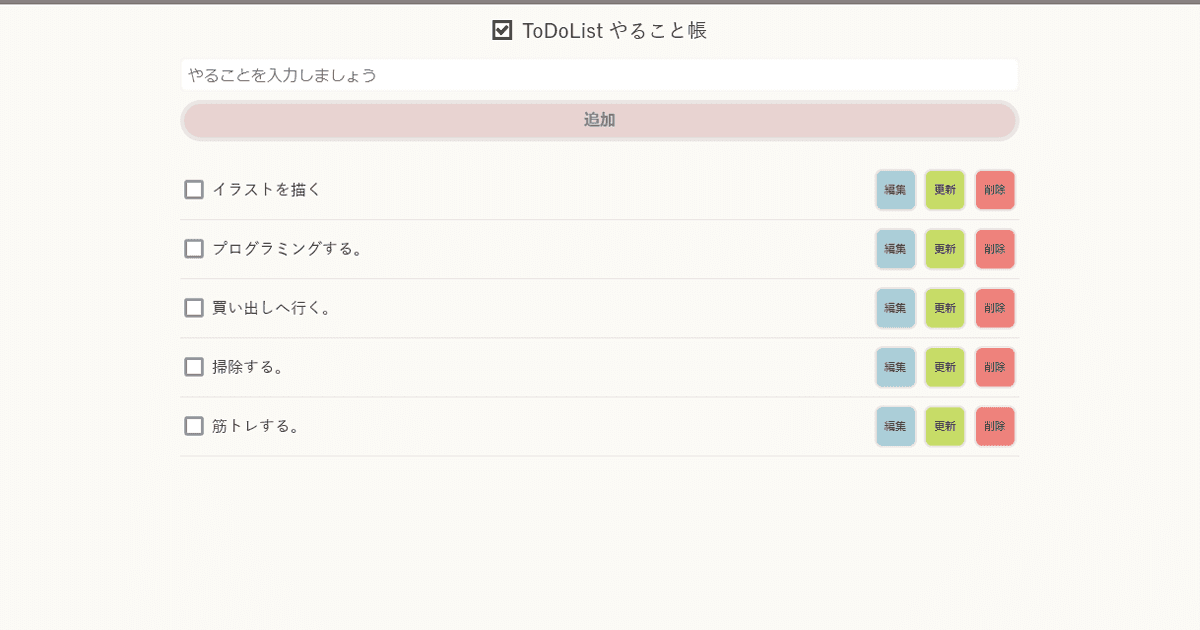 ToDoList やること帳
やることを入力しましょう
追加
イラストを描く 編集 更新 削除
プログラミングする。 編集 更新 削除
買い出しへ行く。 編集 更新 削除
掃除する。 編集 更新 削除
筋トレする。 編集 更新 削除